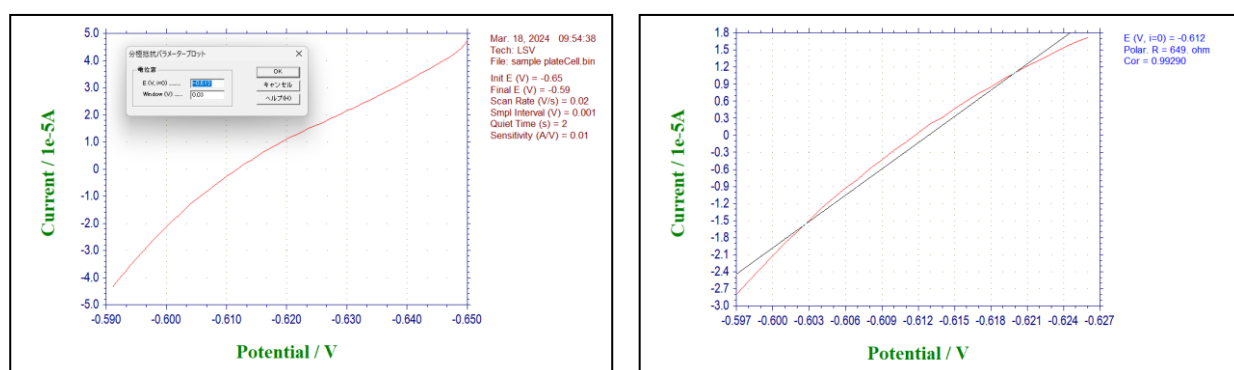 分極抵抗パラメータープロット
電位窓
E (V, i=0) ......
Window (V) .....
OK
キャンセル
ヘルプ(H)
Mar. 18, 2024 09:54:38
Tech: LSV
File: sample plateCell.bin
Init E (V) = -0.65
Final E (V) = -0.59
Scan Rate (V/s) = 0.02
Smpl Interval (V) = 0.001
Quiet Time (s) = 2
Sensitivity (A/V) = 0.01
Current / 1e-5A
5.0
4.0
3.0
2.0
1.0
0
-1.0
-2.0
-3.0
-4.0
-5.0
-0.590 -0.600 -0.610 -0.620 -0.630 -0.640 -0.650
Potential / V
E (V, i=0) = -0.612
Polar. R = 649. ohm
Cor = 0.99290
Current / 1e-5A
1.8
1.5
1.2
0.9
0.6
0.3
0
-0.3
-0.6
-0.9
-1.2
-1.5
-1.8
-2.1
-2.4
-2.7
-3.0
-0.597 -0.600 -0.603 -0.606 -0.609 -0.612 -0.615 -0.618 -0.621 -0.624 -0.627
Potential / V